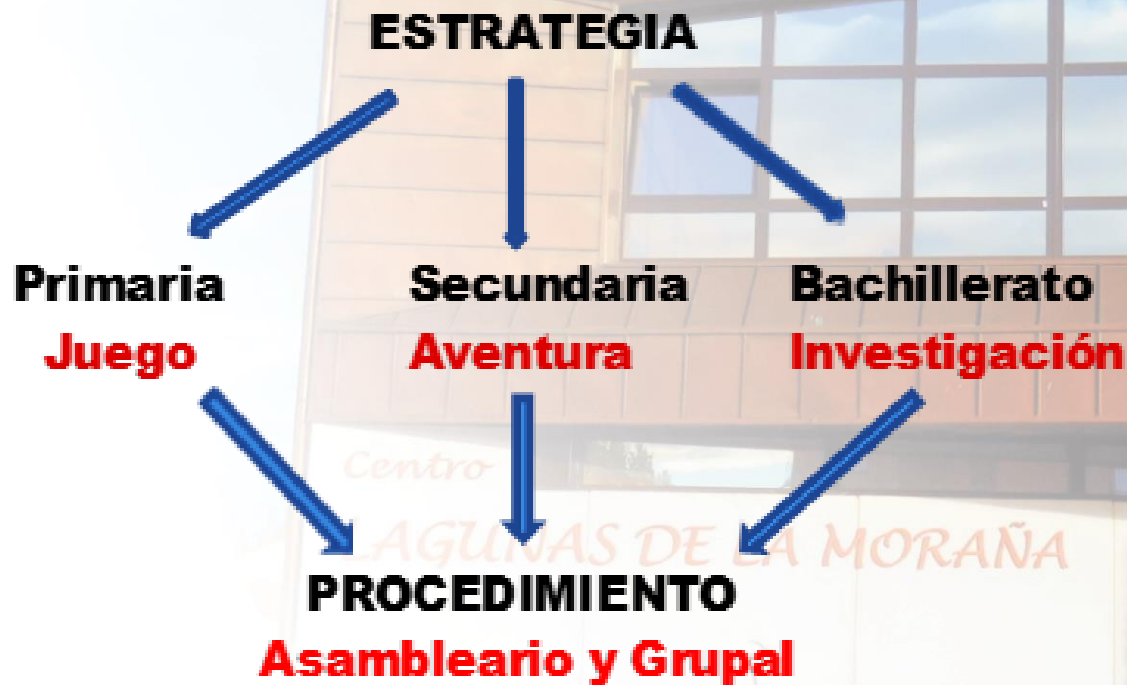 ESTRATEGIA
Primaria
Secundaria
Bachillerato
Juego
Aventura
Investigación
Centro
LAGUNAS DE LA MORAÑA
PROCEDIMIENTO
Asambleario y Grupal